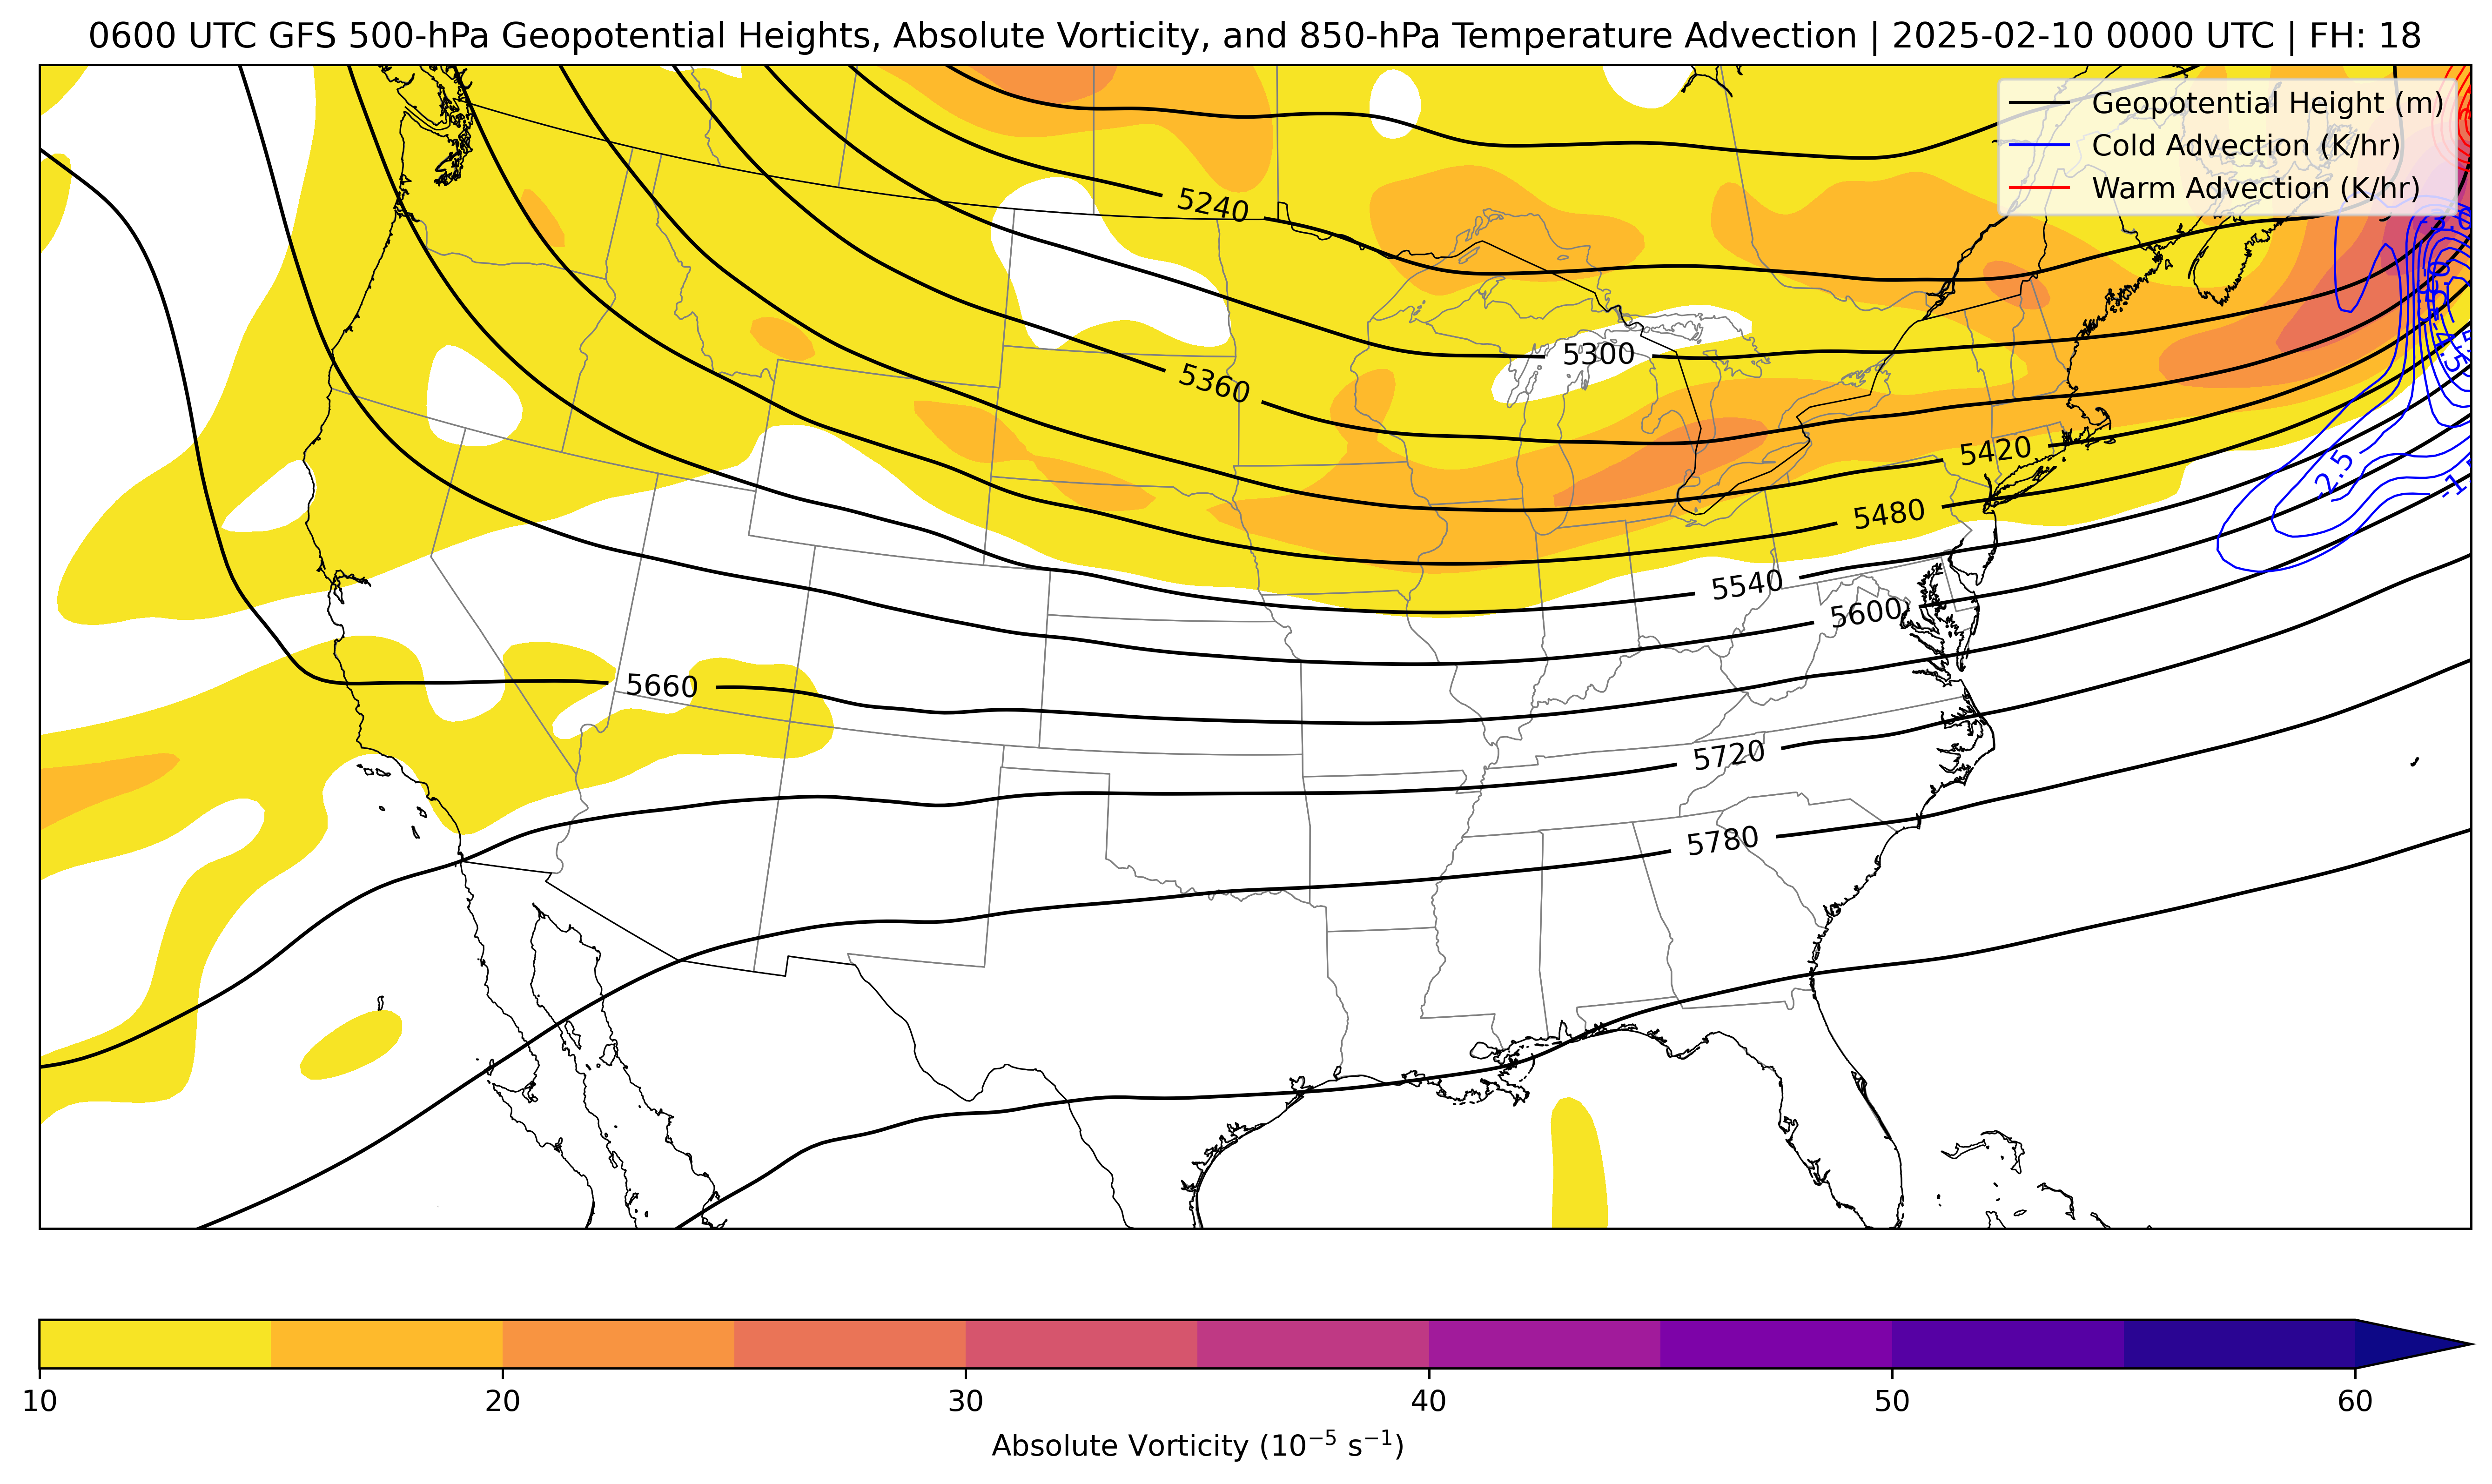 0600 UTC GFS 500-hPa Geopotential Heights, Absolute Vorticity, and 850-hPa Temperature Advection | 2025-02-10 0000 UTC | FH: 18
Geopotential Height (m)
Cold Advection (K/hr)
Warm Advection (K/hr)
5240
5300
5360
5420
-2.5
5480
5540
5600
5660
5720
5780
10 20 30 40 50 60
Absolute Vorticity (10⁻⁵ s⁻¹)